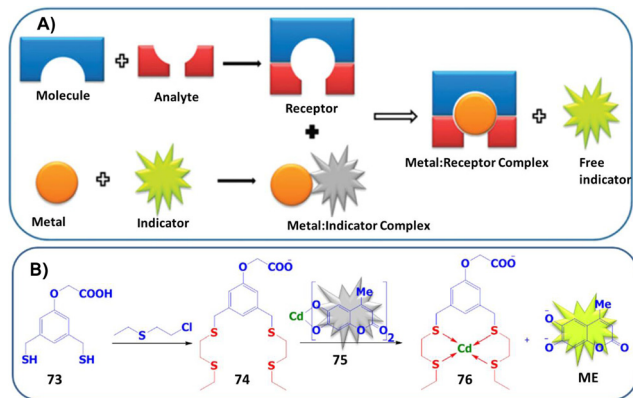 A)
Molecule
Analyte
Receptor
Metal:Receptor Complex
Free
indicator
Metal
Indicator
Metal:Indicator Complex
B)
O COO⁻
O COOH
SH SH
73
S Cl
S S
S S
74
Cd
O O
Me
O O
2
75
O COO⁻
S S
Cd
S S
76
Me
⁻O
⁻O O O
ME